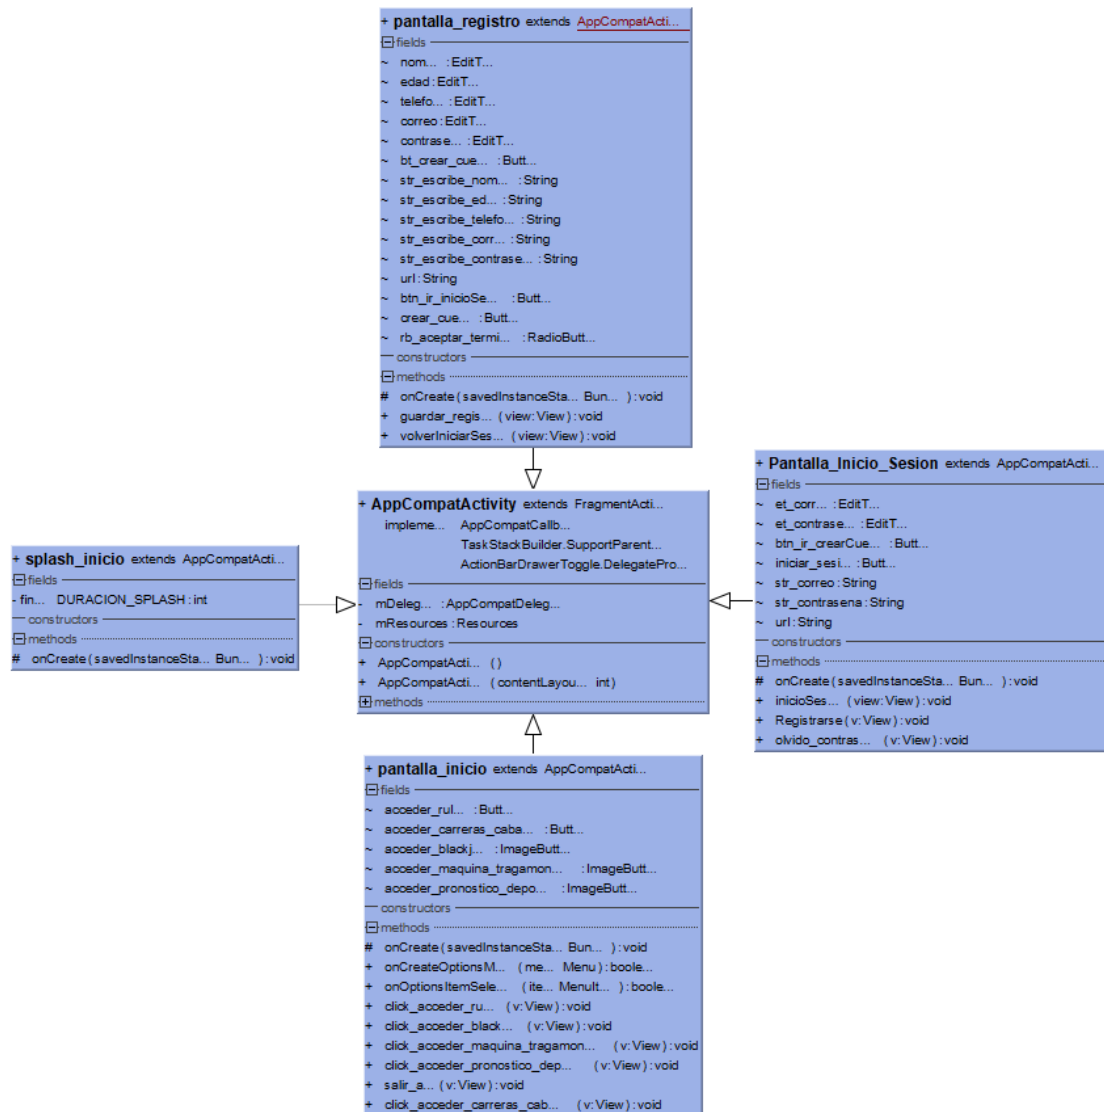 + pantalla_registro extends AppCompatActi...
fields
~ nom... :EditT...
~ edad:EditT...
~ telefo... :EditT...
~ correo:EditT...
~ contrase... :EditT...
~ bt_crear_cue... :Butt...
~ str_escribe_nom... :String
~ str_escribe_ed... :String
~ str_escribe_telefo... :String
~ str_escribe_corr... :String
~ str_escribe_contrase... :String
~ url:String
~ btn_ir_inicioSe... :Butt...
~ crear_cue... :Butt...
~ rb_aceptar_termi... :RadioButt...
constructors
methods
# onCreate(savedInstanceSta... Bun... ):void
+ guardar_regis... (view:View):void
+ volverIniciarSes... (view:View):void
+ AppCompatActivity extends FragmentActi...
impleme... AppCompatCallb...
TaskStackBuilder.SupportParent...
ActionBarDrawerToggle.DelegatePro...
fields
- mDeleg... :AppCompatDeleg...
- mResources:Resources
constructors
+ AppCompatActi... ()
+ AppCompatActi... (contentLayou... int)
methods
+ splash_inicio extends AppCompatActi...
fields
- fin... DURACION_SPLASH:int
constructors
methods
# onCreate(savedInstanceSta... Bun... ):void
+ Pantalla_Inicio_Sesion extends AppCompatActi...
fields
~ et_corr... :EditT...
~ et_contrase... :EditT...
~ btn_ir_crearCue... :Butt...
~ iniciar_sesi... :Butt...
~ str_correo:String
~ str_contrasena:String
~ url:String
constructors
methods
# onCreate(savedInstanceSta... Bun... ):void
+ inicioSes... (view:View):void
+ Registrarse(v:View):void
+ olvido_contras... (v:View):void
+ pantalla_inicio extends AppCompatActi...
fields
~ acceder_rul... :Butt...
~ acceder_carreras_caba... :Butt...
~ acceder_blackj... :ImageButt...
~ acceder_maquina_tragamon... :ImageButt...
~ acceder_pronostico_depo... :ImageButt...
constructors
methods
# onCreate(savedInstanceSta... Bun... ):void
+ onCreateOptionsM... (me... Menu):boole...
+ onOptionsItemSele... (ite... MenuIt... ):boole...
+ click_acceder_ru... (v:View):void
+ click_acceder_black... (v:View):void
+ click_acceder_maquina_tragamon... (v:View):void
+ click_acceder_pronostico_dep... (v:View):void
+ salir_a... (v:View):void
+ click_acceder_carreras_cab... (v:View):void